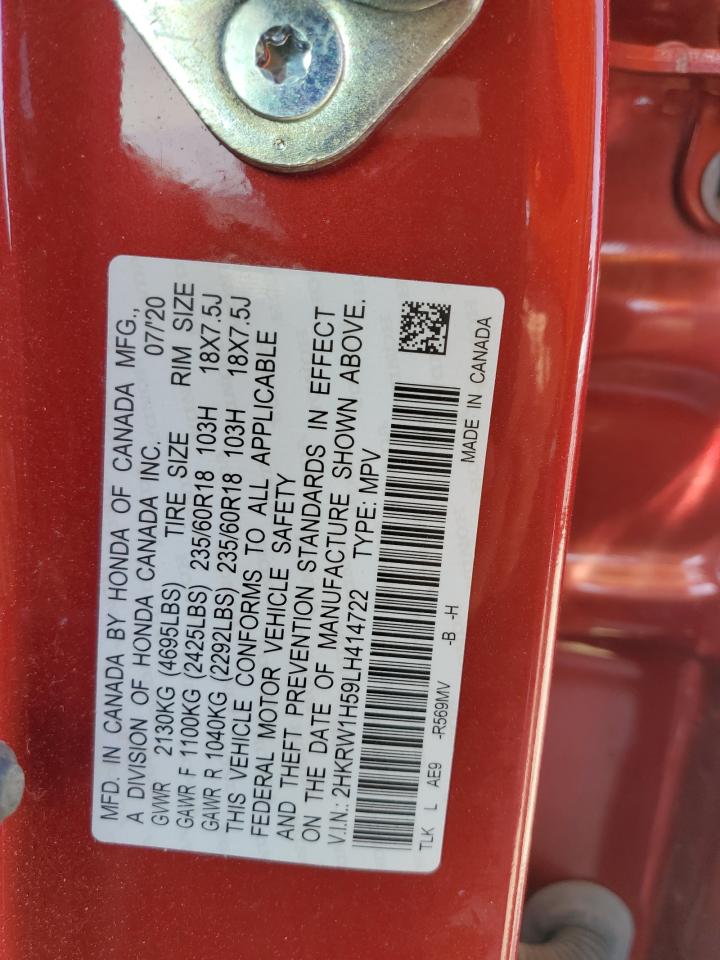 MFD. IN CANADA BY HONDA OF CANADA MFG.,
A DIVISION OF HONDA CANADA INC. 07/'20
GVWR 2130KG (4695LBS) TIRE SIZE RIM SIZE
GAWR F 1100KG (2425LBS) 235/60R18 103H 18X7.5J
GAWR R 1040KG (2292LBS) 235/60R18 103H 18X7.5J
THIS VEHICLE CONFORMS TO ALL APPLICABLE
FEDERAL MOTOR VEHICLE SAFETY
AND THEFT PREVENTION STANDARDS IN EFFECT
ON THE DATE OF MANUFACTURE SHOWN ABOVE.
V.I.N.: 2HKRW1H59LH414722 TYPE: MPV
TLK L AE9 -R569MV -B -H MADE IN CANADA